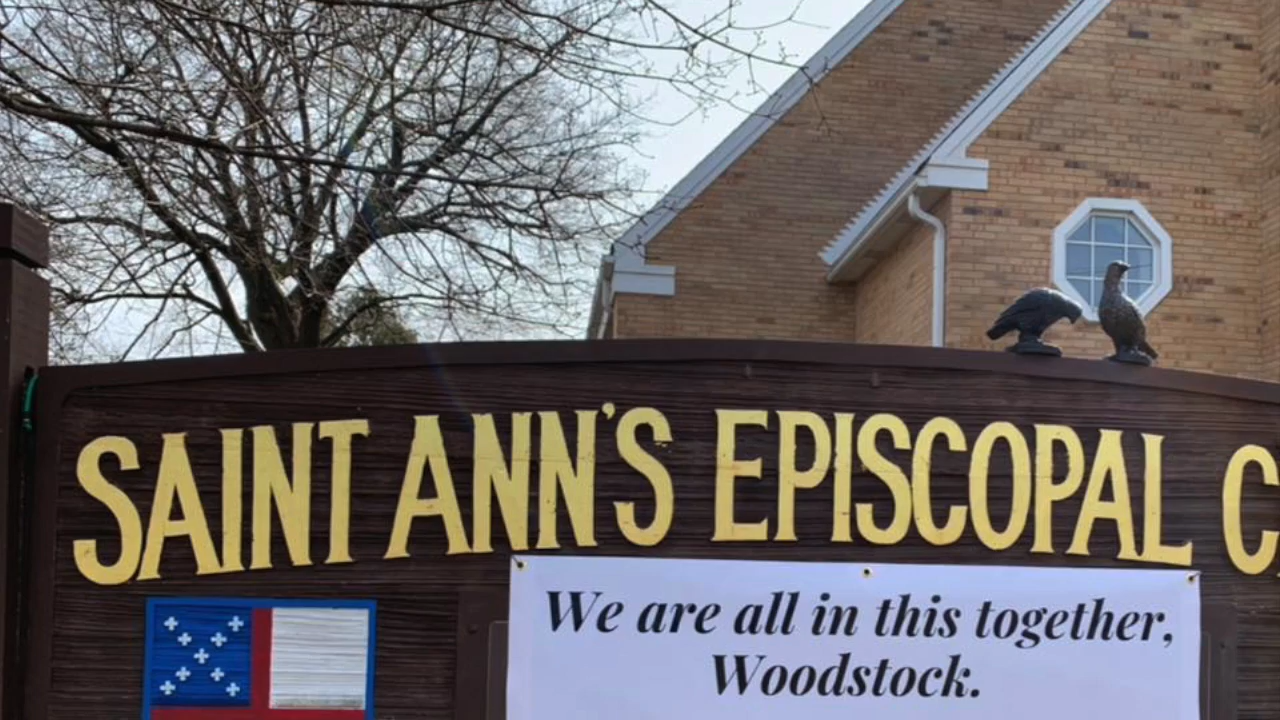 SAINT ANN'S EPISCOPAL C
We are all in this together,
Woodstock.